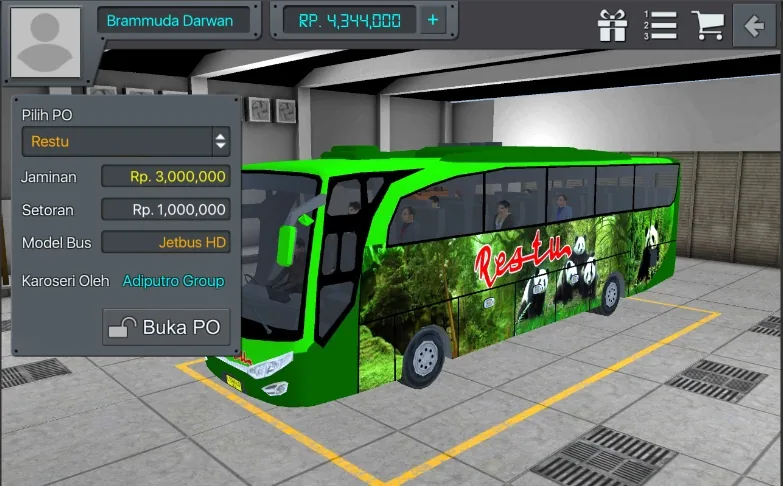 Brammuda Darwan
RP. 4,344,000
+
1
2
3
Pilih PO
Restu
Jaminan
Rp. 3,000,000
Setoran
Rp. 1,000,000
Model Bus
Jetbus HD
Karoseri Oleh
Adiputro Group
Buka PO
Restu